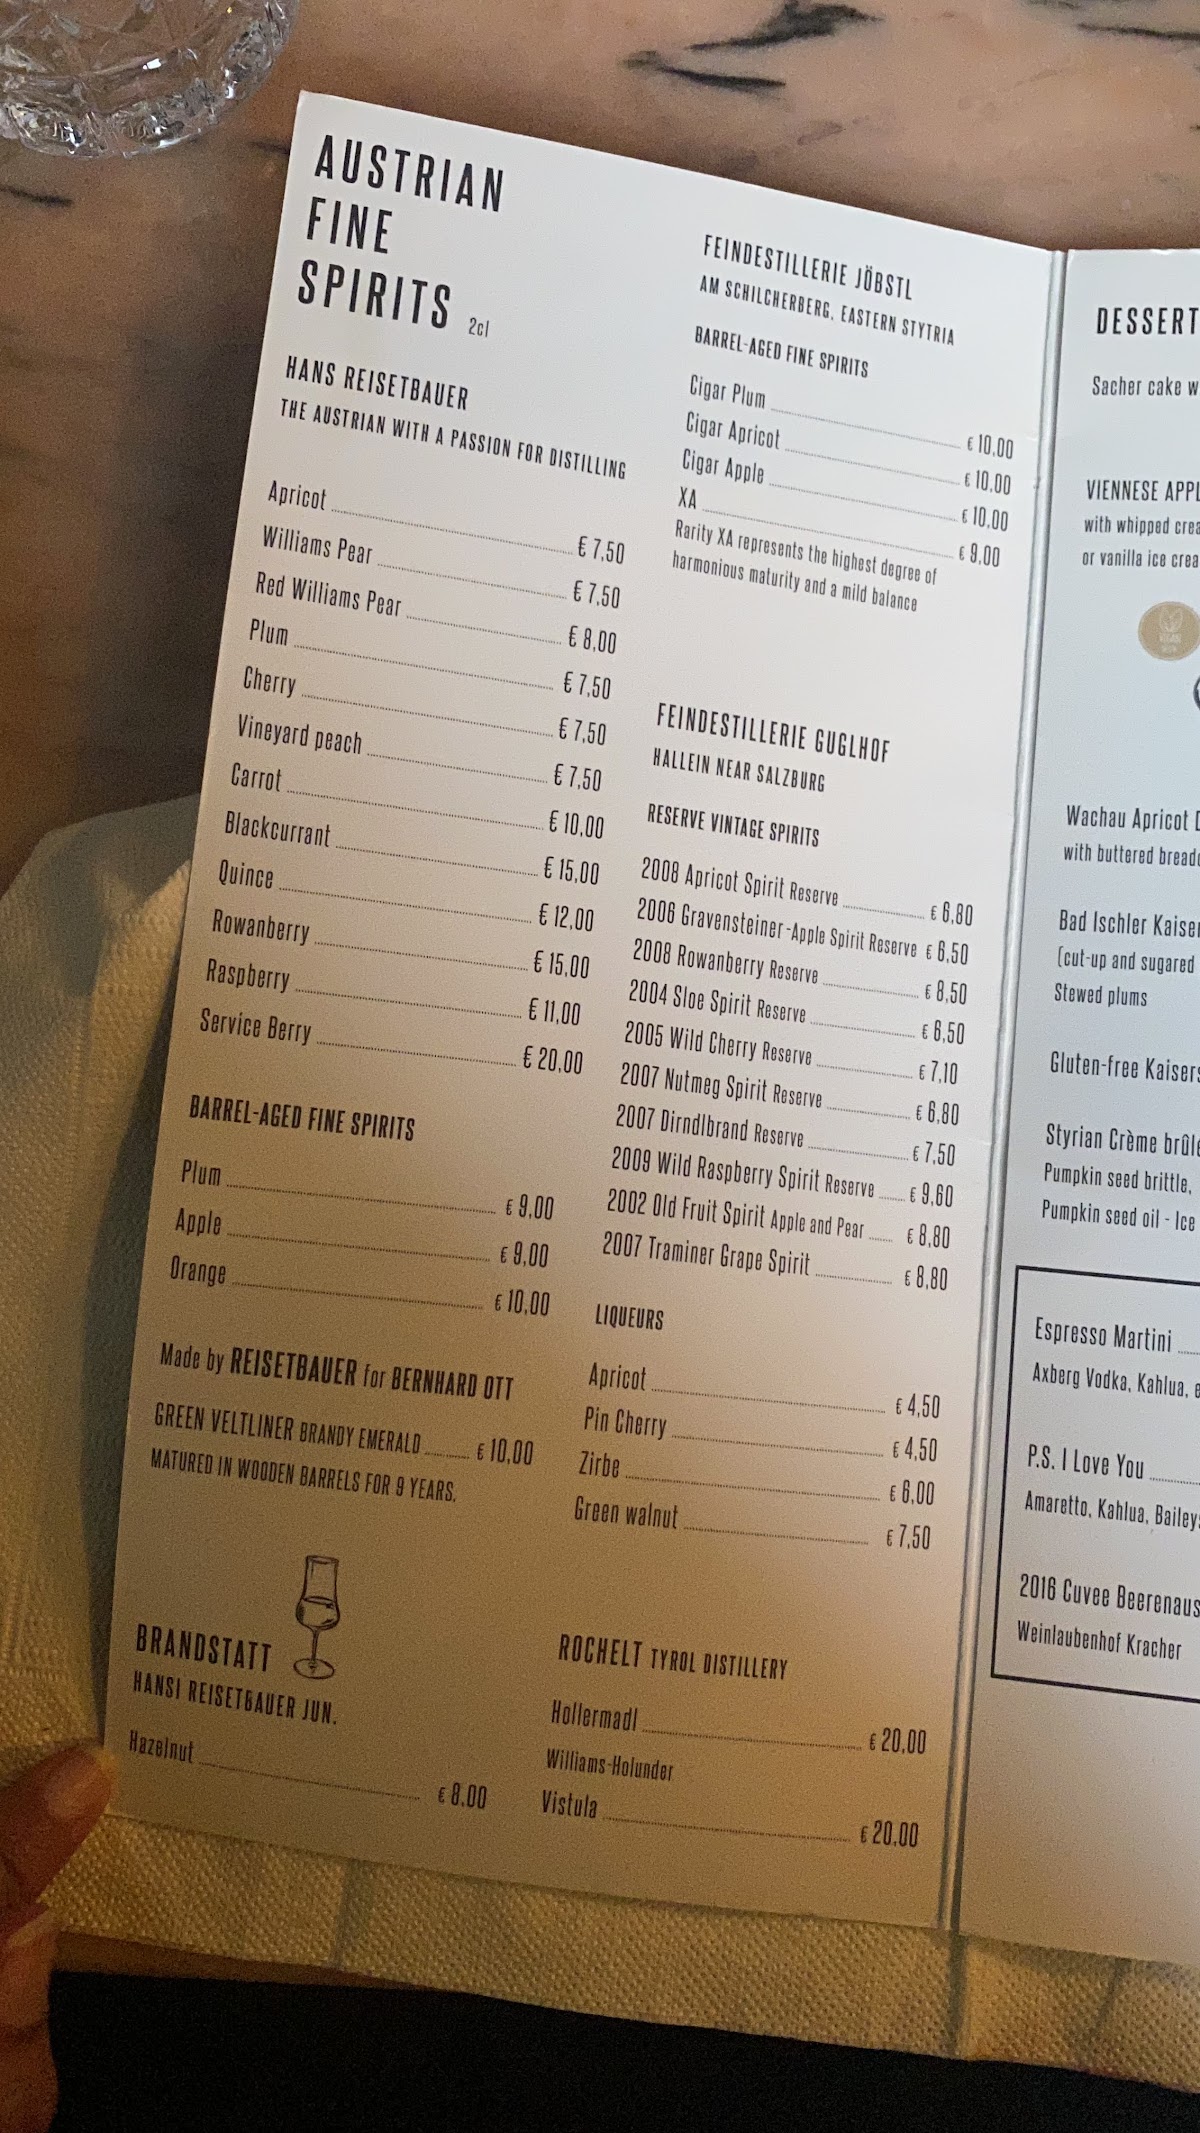 AUSTRIAN
FINE
SPIRITS 2cl
HANS REISETBAUER
THE AUSTRIAN WITH A PASSION FOR DISTILLING
Apricot € 7,50
Williams Pear € 7,50
Red Williams Pear € 8,00
Plum € 7,50
Cherry € 7,50
Vineyard peach € 7,50
Carrot € 10,00
Blackcurrant € 15,00
Quince € 12,00
Rowanberry € 15,00
Raspberry € 11,00
Service Berry € 20,00
BARREL-AGED FINE SPIRITS
Plum € 9,00
Apple € 9,00
Orange € 10,00
Made by REISETBAUER for BERNHARD OTT
GREEN VELTLINER BRANDY EMERALD € 10,00
MATURED IN WOODEN BARRELS FOR 9 YEARS.
BRANDSTATT
HANSI REISETBAUER JUN.
Hazelnut € 8,00
FEINDESTILLERIE JÖBSTL
AM SCHILCHERBERG, EASTERN STYTRIA
BARREL-AGED FINE SPIRITS
Cigar Plum € 10,00
Cigar Apricot € 10,00
Cigar Apple € 10,00
XA € 9,00
Rarity XA represents the highest degree of
harmonious maturity and a mild balance
FEINDESTILLERIE GUGLHOF
HALLEIN NEAR SALZBURG
RESERVE VINTAGE SPIRITS
2008 Apricot Spirit Reserve € 6,80
2006 Gravensteiner-Apple Spirit Reserve € 6,50
2008 Rowanberry Reserve € 8,50
2004 Sloe Spirit Reserve € 6,50
2005 Wild Cherry Reserve € 7,10
2007 Nutmeg Spirit Reserve € 6,80
2007 Dirndlbrand Reserve € 7,50
2009 Wild Raspberry Spirit Reserve € 9,60
2002 Old Fruit Spirit Apple and Pear € 8,80
2007 Traminer Grape Spirit € 8,80
LIQUEURS
Apricot € 4,50
Pin Cherry € 4,50
Zirbe € 6,00
Green walnut € 7,50
ROCHELT TYROL DISTILLERY
Hollermadl € 20,00
Williams-Holunder
Vistula € 20,00
DESSERT
Sacher cake w
VIENNESE APPL
with whipped crea
or vanilla ice crea
Wachau Apricot D
with buttered breadc
Bad Ischler Kaiser
(cut-up and sugared
Stewed plums
Gluten-free Kaisers
Styrian Crème brûlé
Pumpkin seed brittle,
Pumpkin seed oil - Ice
Espresso Martini
Axberg Vodka, Kahlua, e
P.S. I Love You
Amaretto, Kahlua, Baileys
2016 Cuvee Beerenaus
Weinlaubenhof Kracher